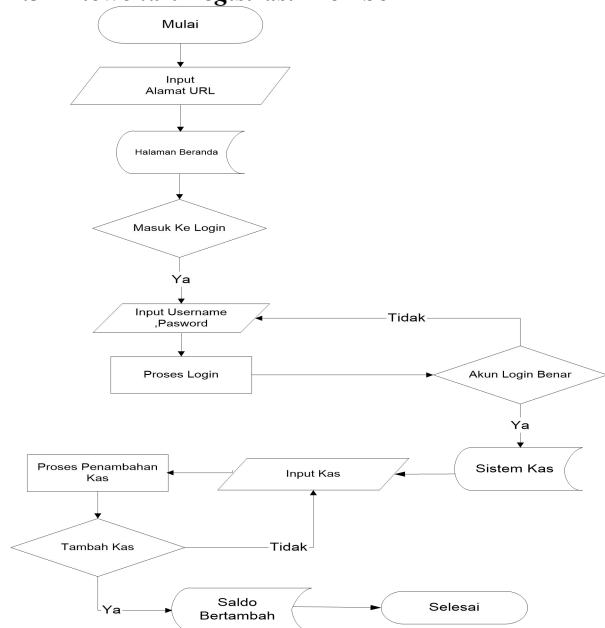 Mulai
Input
Alamat URL
Halaman Beranda
Masuk Ke Login
Ya
Input Username
,Pasword
Tidak
Proses Login
Akun Login Benar
Ya
Sistem Kas
Input Kas
Proses Penambahan
Kas
Tambah Kas
Tidak
Ya
Saldo
Bertambah
Selesai